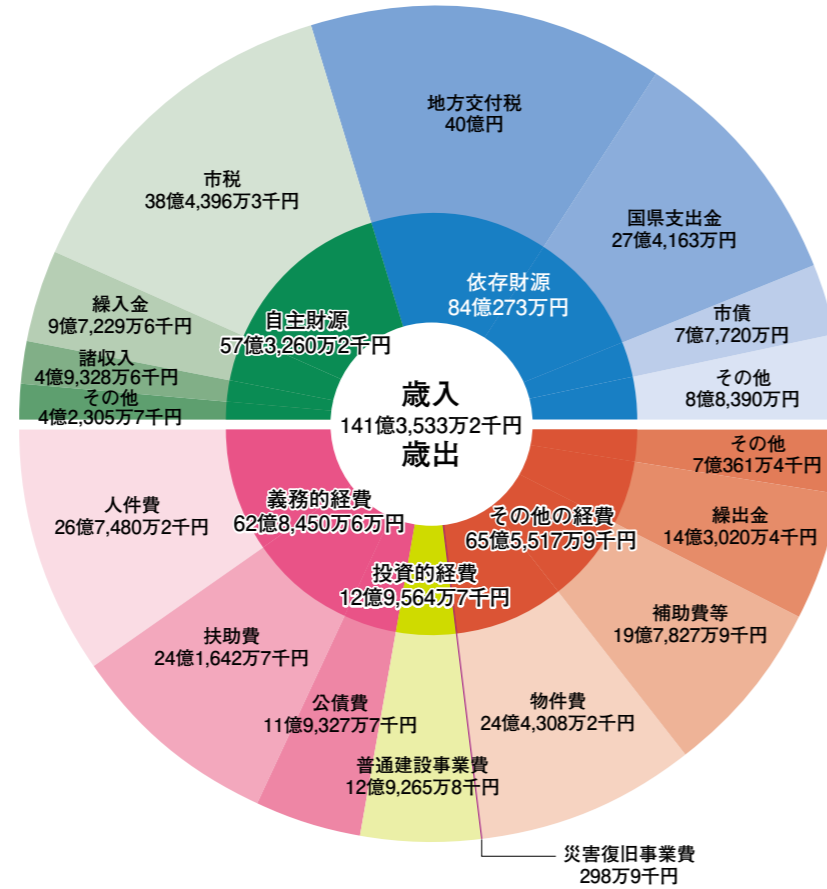 地方交付税
40億円
市税
38億4,396万3千円
国県支出金
27億4,163万円
依存財源
84億273万円
繰入金
9億7,229万6千円
自主財源
57億3,260万2千円
市債
7億7,720万円
諸収入
4億9,328万6千円
その他
8億8,390万円
その他
4億2,305万7千円
歳入
141億3,533万2千円
歳出
その他
7億361万4千円
人件費
26億7,480万2千円
義務的経費
62億8,450万6万円
その他の経費
65億5,517万9千円
繰出金
14億3,020万4千円
投資的経費
12億9,564万7千円
補助費等
19億7,827万9千円
扶助費
24億1,642万7千円
公債費
11億9,327万7千円
物件費
24億4,308万2千円
普通建設事業費
12億9,265万8千円
災害復旧事業費
298万9千円